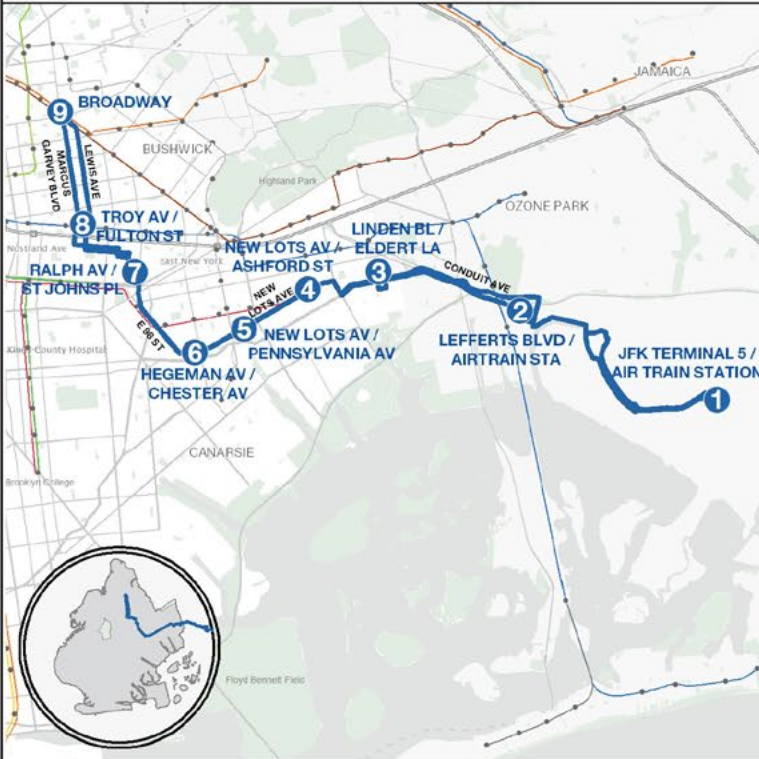 JAMAICA
9
BROADWAY
LEWIS AVE
MARCUS
GARVEY BLVD
BUSHWICK
Highland Park
OZONE PARK
8
TROY AV /
FULTON ST
Nostrand Ave
East New York
NEW LOTS AV /
ASHFORD ST
LINDEN BL /
ELDERT LA
7
RALPH AV /
ST JOHNS PL
3
CONDUIT AVE
4
NEW
LOTS AVE
2
LEFFERTS BLVD /
AIRTRAIN STA
5
NEW LOTS AV /
PENNSYLVANIA AV
E 98 ST
6
HEGEMAN AV /
CHESTER AV
Kings County Hospital
JFK TERMINAL 5 /
AIR TRAIN STATION
1
CANARSIE
Brooklyn College
Floyd Bennett Field